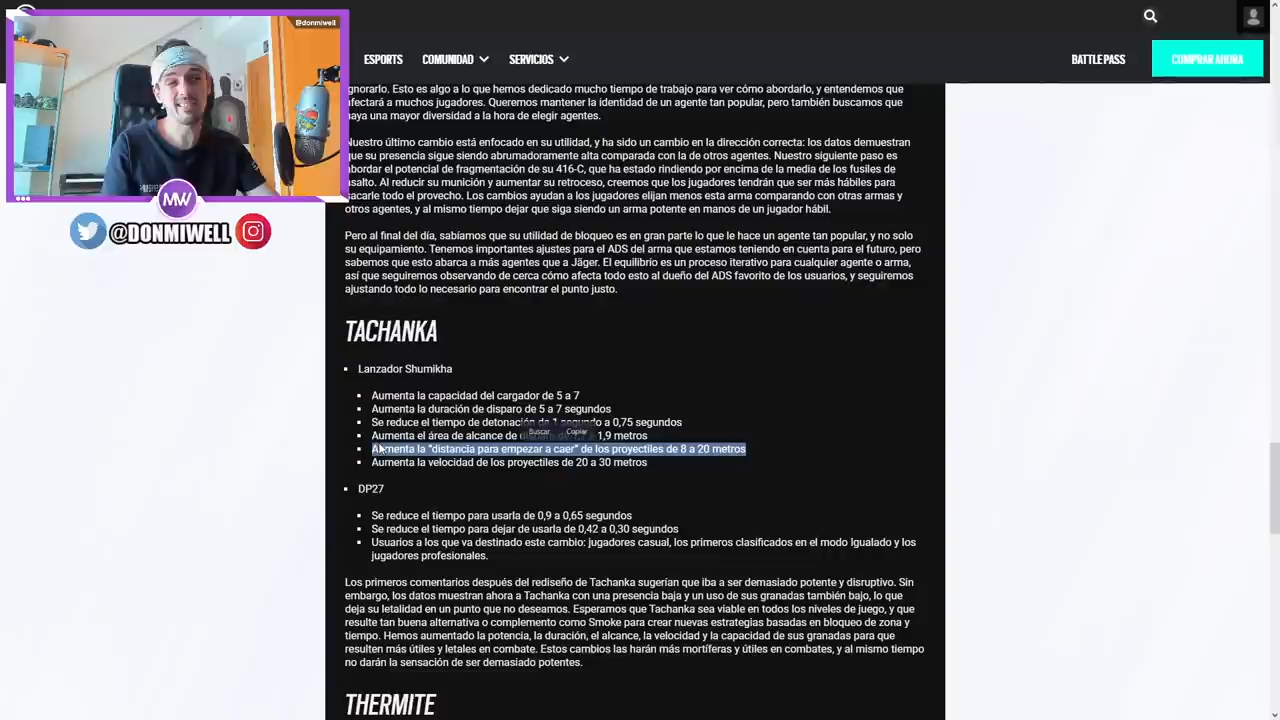 @donmiwell
ESPORTS
COMUNIDAD
SERVICIOS
BATTLE PASS
COMPRAR AHORA
MW
@DONMIWELL
ignorarlo. Esto es algo a lo que hemos dedicado mucho tiempo de trabajo para ver cómo abordarlo, y entendemos que
afectará a muchos jugadores. Queremos mantener la identidad de un agente tan popular, pero también buscamos que
haya una mayor diversidad a la hora de elegir agentes.
Nuestro último cambio está enfocado en su utilidad, y ha sido un cambio en la dirección correcta: los datos demuestran
que su presencia sigue siendo abrumadoramente alta comparada con la de otros agentes. Nuestro siguiente paso es
abordar el potencial de fragmentación de su 416-C, que ha estado rindiendo por encima de la media de los fusiles de
asalto. Al reducir su munición y aumentar su retroceso, creemos que los jugadores tendrán que ser más hábiles para
sacarle todo el provecho. Los cambios ayudan a los jugadores elijan menos esta arma comparando con otras armas y
otros agentes, y al mismo tiempo dejar que siga siendo un arma potente en manos de un jugador hábil.
Pero al final del día, sabíamos que su utilidad de bloqueo es en gran parte lo que le hace un agente tan popular, y no solo
su equipamiento. Tenemos importantes ajustes para el ADS del arma que estamos teniendo en cuenta para el futuro, pero
sabemos que esto abarca a más agentes que a Jäger. El equilibrio es un proceso iterativo para cualquier agente o arma,
así que seguiremos observando de cerca cómo afecta todo esto al dueño del ADS favorito de los usuarios, y seguiremos
ajustando todo lo necesario para encontrar el punto justo.
TACHANKA
Lanzador Shumikha
Aumenta la capacidad del cargador de 5 a 7
Aumenta la duración de disparo de 5 a 7 segundos
Se reduce el tiempo de detonación de 1 segundo a 0,75 segundos
Aumenta el área de alcance de 1,9 metros
Buscar Copiar
Aumenta la "distancia para empezar a caer" de los proyectiles de 8 a 20 metros
Aumenta la velocidad de los proyectiles de 20 a 30 metros
DP27
Se reduce el tiempo para usarla de 0,9 a 0,65 segundos
Se reduce el tiempo para dejar de usarla de 0,42 a 0,30 segundos
Usuarios a los que va destinado este cambio: jugadores casual, los primeros clasificados en el modo Igualado y los
jugadores profesionales.
Los primeros comentarios después del rediseño de Tachanka sugerían que iba a ser demasiado potente y disruptivo. Sin
embargo, los datos muestran ahora a Tachanka con una presencia baja y un uso de sus granadas también bajo, lo que
deja su letalidad en un punto que no deseamos. Esperamos que Tachanka sea viable en todos los niveles de juego, y que
resulte tan buena alternativa o complemento como Smoke para crear nuevas estrategias basadas en bloqueo de zona y
tiempo. Hemos aumentado la potencia, la duración, el alcance, la velocidad y la capacidad de sus granadas para que
resulten más útiles y letales en combate. Estos cambios las harán más mortíferas y útiles en combates, y al mismo tiempo
no darán la sensación de ser demasiado potentes.
THERMITE